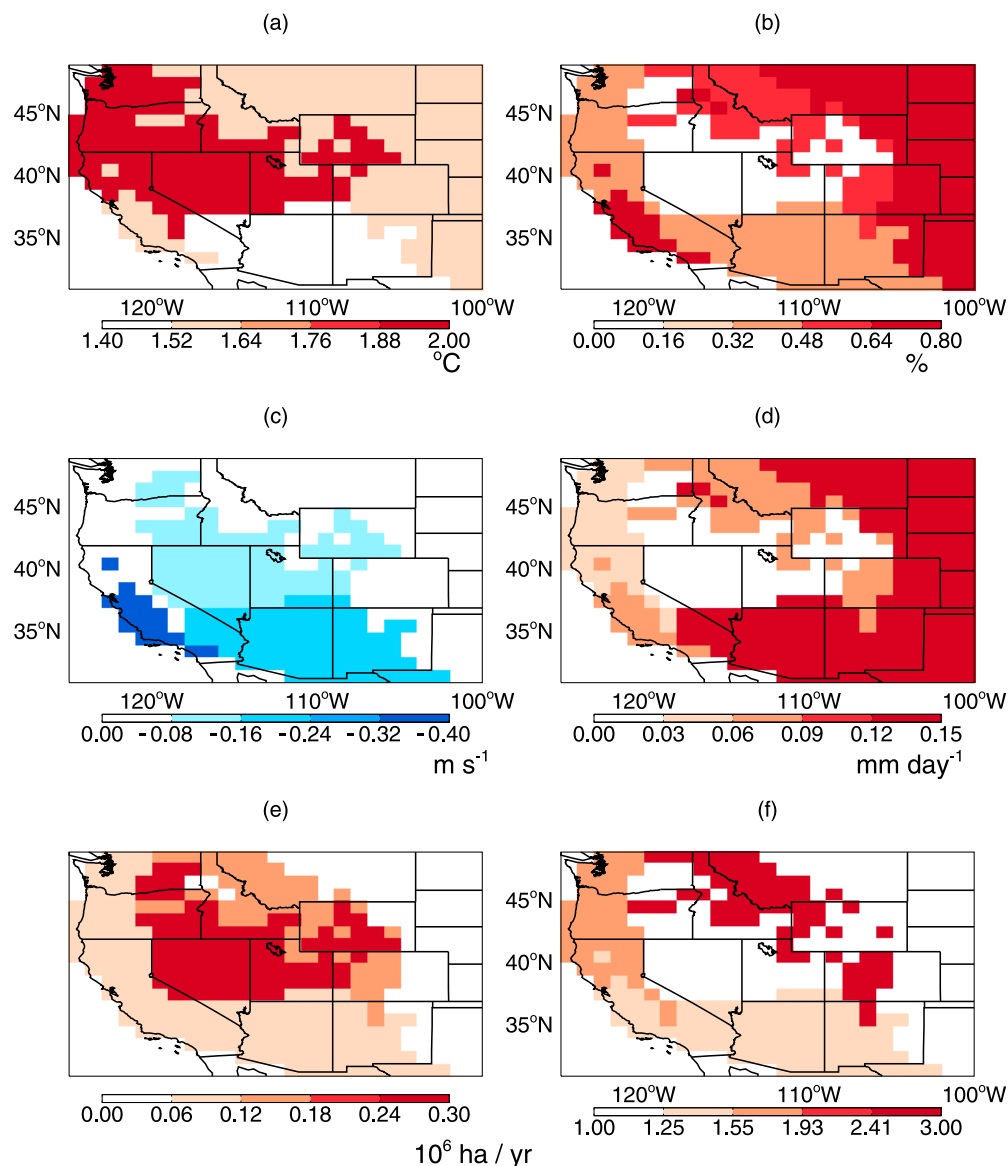 (a) (b)
45°N 45°N
40°N 40°N
35°N 35°N
120°W 110°W 100°W 120°W 110°W 100°W
1.40 1.52 1.64 1.76 1.88 2.00 0.00 0.16 0.32 0.48 0.64 0.80
°C %
(c) (d)
45°N 45°N
40°N 40°N
35°N 35°N
120°W 110°W 100°W 120°W 110°W 100°W
0.00 −0.08 −0.16 −0.24 −0.32 −0.40 0.00 0.03 0.06 0.09 0.12 0.15
m s⁻¹ mm day⁻¹
(e) (f)
45°N 45°N
40°N 40°N
35°N 35°N
120°W 110°W 100°W
0.00 0.06 0.12 0.18 0.24 0.30 1.00 1.25 1.55 1.93 2.41 3.00
10⁶ ha / yr